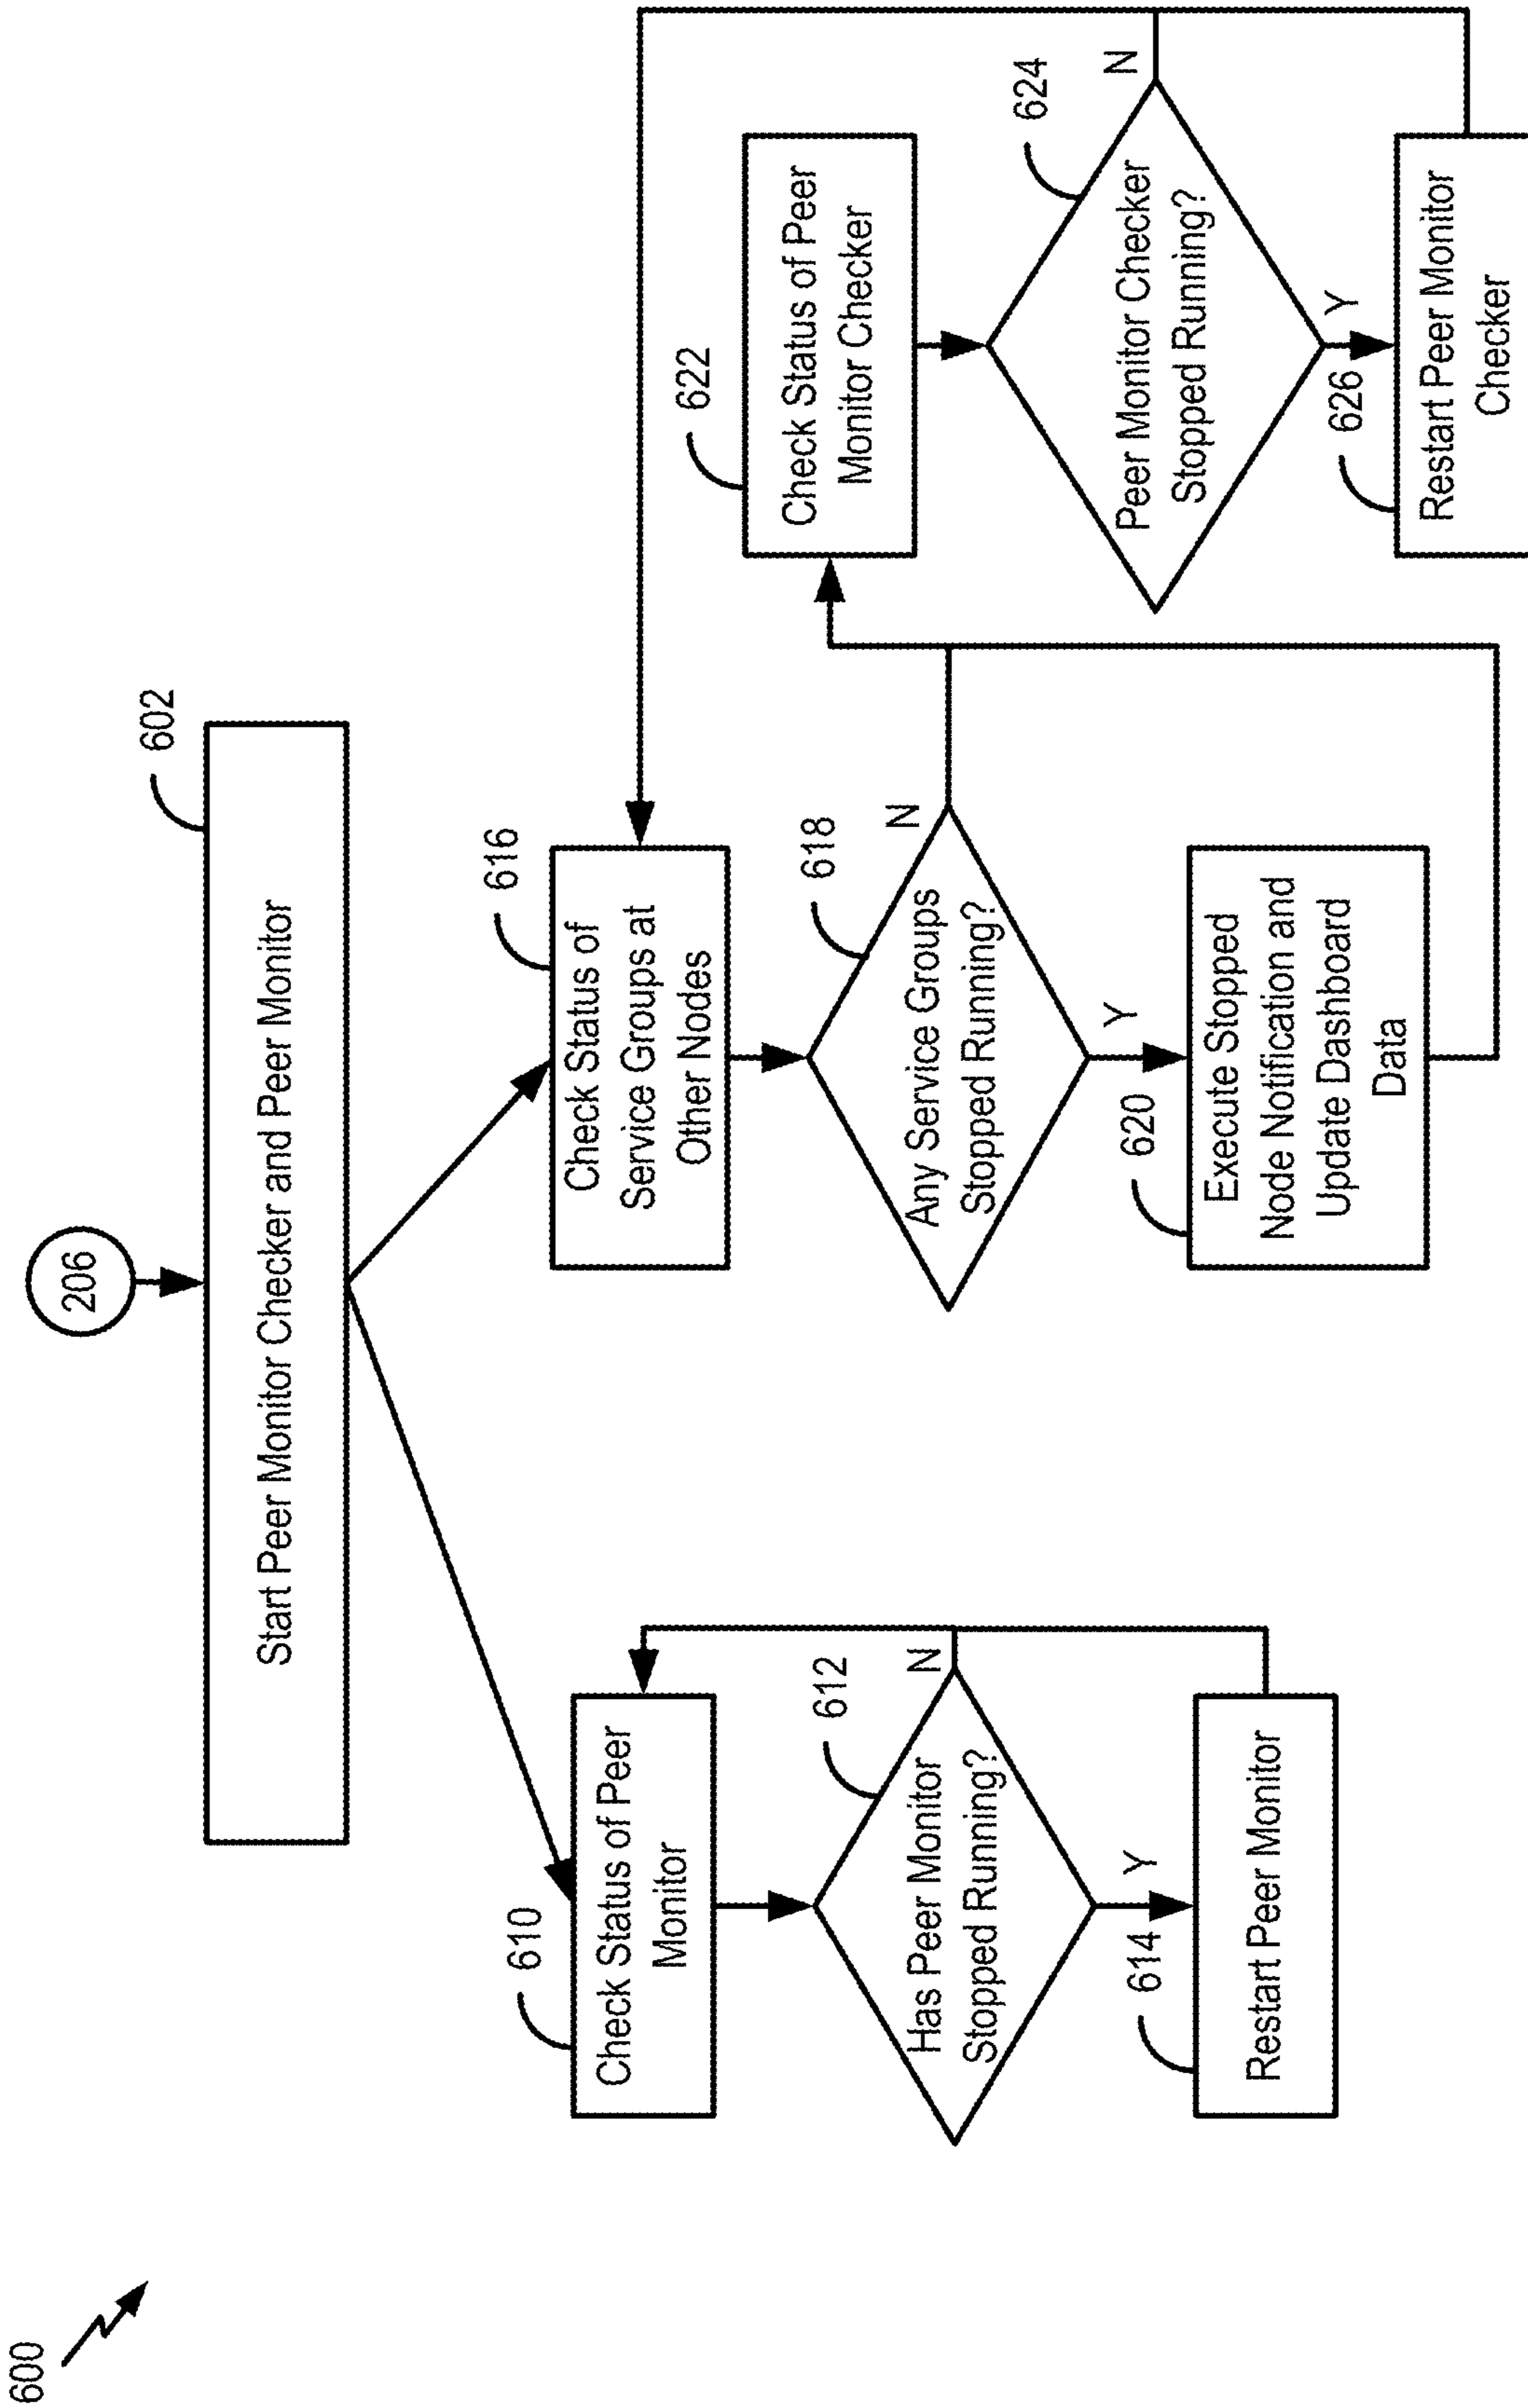 600
206
602
Start Peer Monitor Checker and Peer Monitor
610
Check Status of Peer
Monitor
612
Has Peer Monitor
Stopped Running?
N
Y
614
Restart Peer Monitor
616
Check Status of
Service Groups at
Other Nodes
618
Any Service Groups
Stopped Running?
N
Y
620
Execute Stopped
Node Notification and
Update Dashboard
Data
622
Check Status of Peer
Monitor Checker
624
Peer Monitor Checker
Stopped Running?
N
Y
626
Restart Peer Monitor
Checker